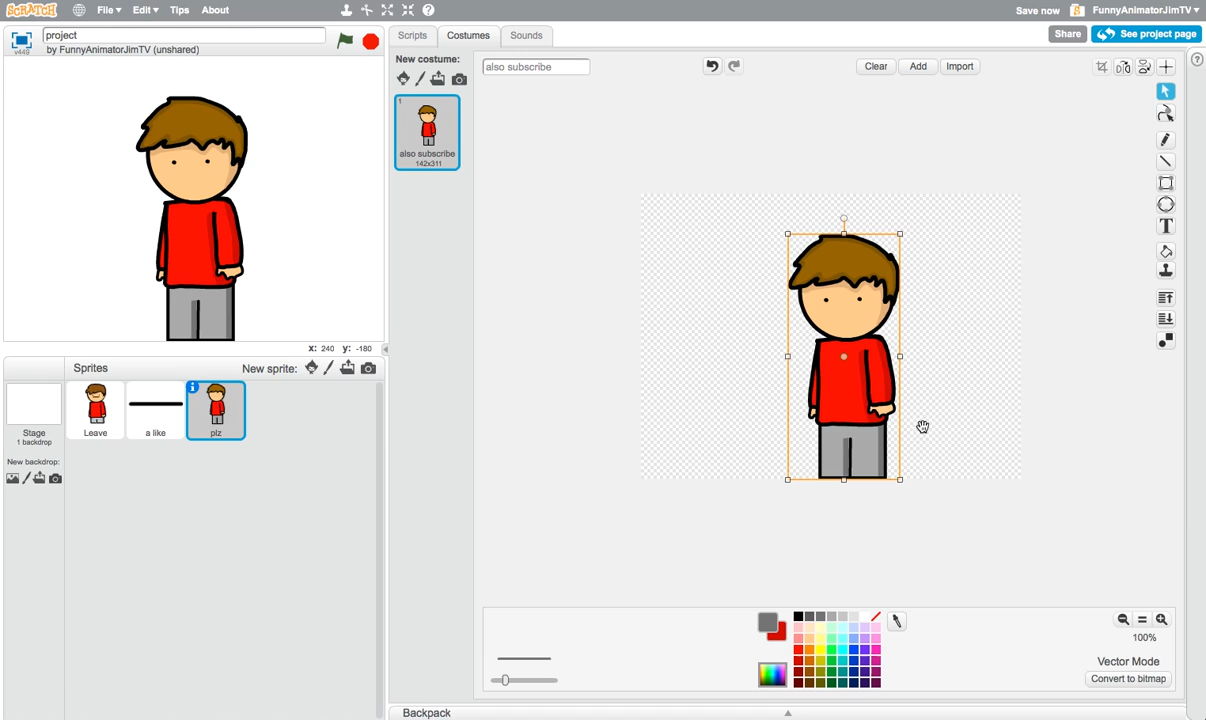 SCRATCH File Edit Tips About Save now FunnyAnimatorJimTV
v449 project
by FunnyAnimatorJimTV (unshared)
Scripts Costumes Sounds Share See project page
New costume: also subscribe Clear Add Import
1
also subscribe
142x311
x: 240 y: -180
Sprites New sprite:
Stage
1 backdrop
Leave a like plz
New backdrop:
100%
Vector Mode
Convert to bitmap
Backpack